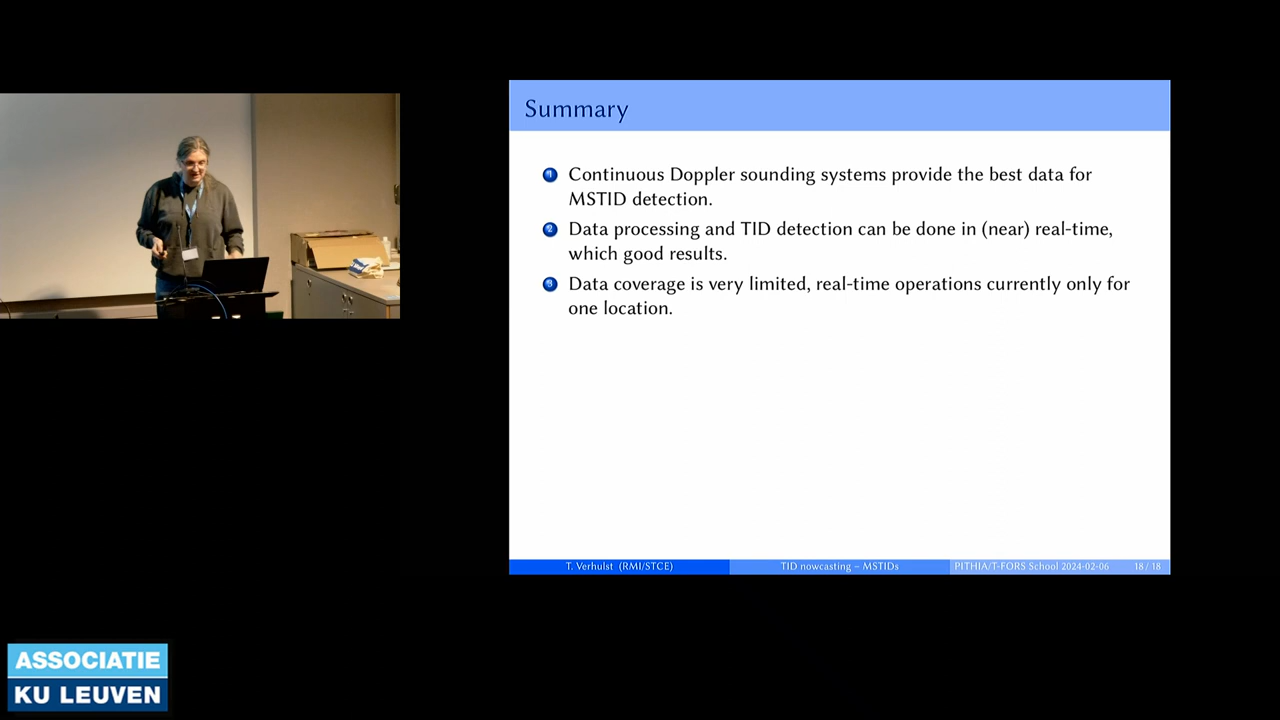 Summary
1 Continuous Doppler sounding systems provide the best data for
MSTID detection.
2 Data processing and TID detection can be done in (near) real-time,
which good results.
3 Data coverage is very limited, real-time operations currently only for
one location.
T. Verhulst (RMI/STCE) TID nowcasting – MSTIDs PITHIA/T-FORS School 2024-02-06 18 / 18
ASSOCIATIE
KU LEUVEN